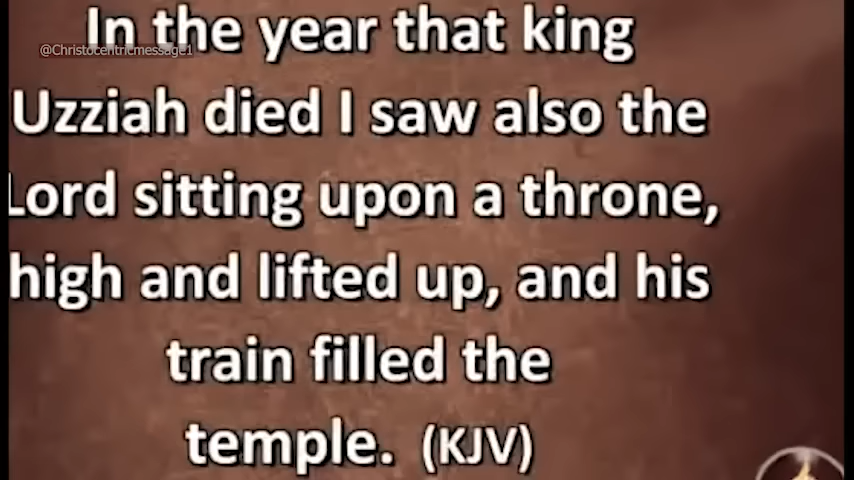 In the year that king
@Christocentricmessage1
Uzziah died I saw also the
Lord sitting upon a throne,
high and lifted up, and his
train filled the
temple. (KJV)